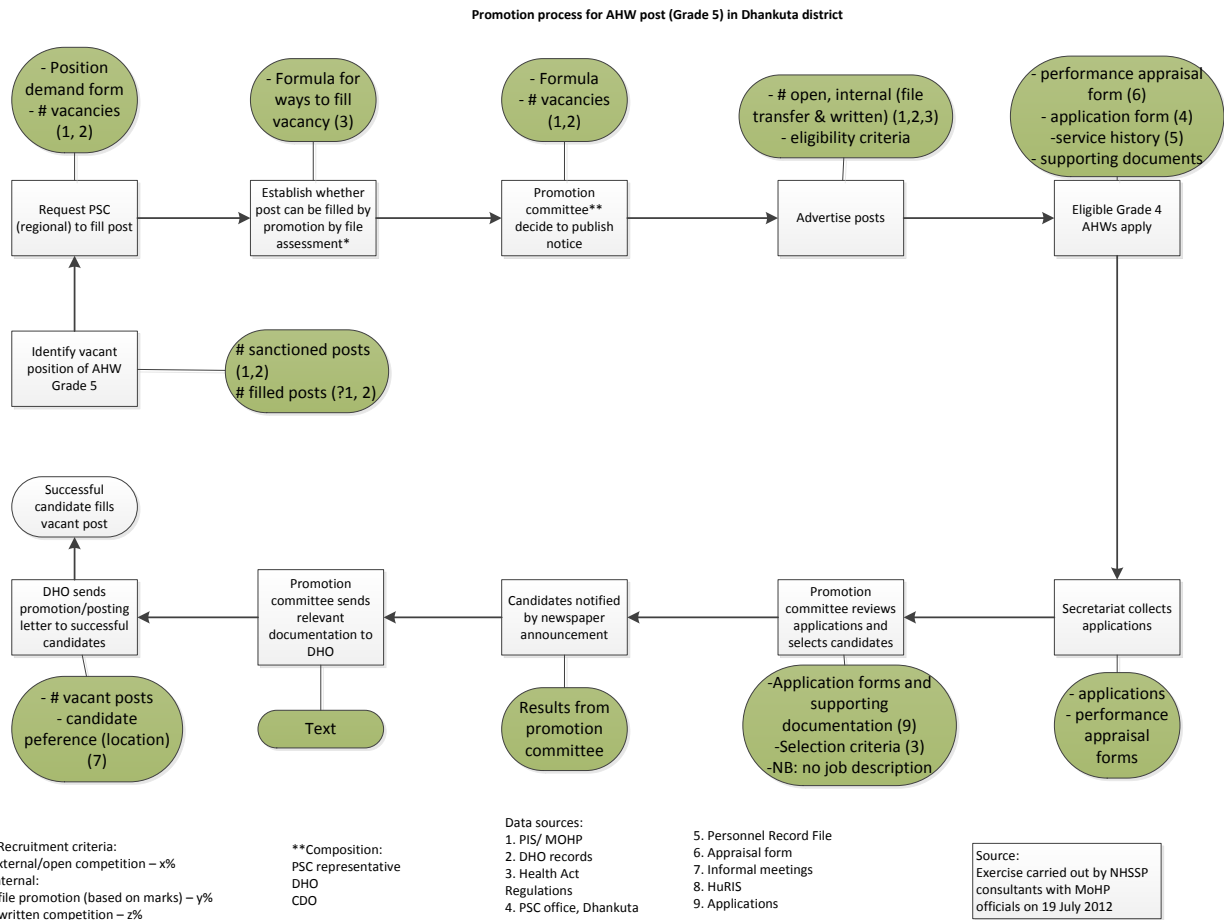 Promotion process for AHW post (Grade 5) in Dhankuta district
- Position
demand form
- # vacancies
(1, 2)
- Formula for
ways to fill
vacancy (3)
- Formula
- # vacancies
(1,2)
- # open, internal (file
transfer & written) (1,2,3)
- eligibility criteria
- performance appraisal
form (6)
- application form (4)
-service history (5)
- supporting documents
Request PSC
(regional) to fill post
Establish whether
post can be filled by
promotion by file
assessment*
Promotion
committee**
decide to publish
notice
Advertise posts
Eligible Grade 4
AHWs apply
Identify vacant
position of AHW
Grade 5
# sanctioned posts
(1,2)
# filled posts (?1, 2)
Successful
candidate fills
vacant post
DHO sends
promotion/posting
letter to successful
candidates
Promotion
committee sends
relevant
documentation to
DHO
Candidates notified
by newspaper
announcement
Promotion
committee reviews
applications and
selects candidates
Secretariat collects
applications
- # vacant posts
- candidate
peference (location)
(7)
Text
Results from
promotion
committee
-Application forms and
supporting
documentation (9)
-Selection criteria (3)
-NB: no job description
- applications
- performance
appraisal
forms
Recruitment criteria:
xternal/open competition – x%
nternal:
file promotion (based on marks) – y%
written competition – z%
**Composition:
PSC representative
DHO
CDO
Data sources:
1. PIS/ MOHP
2. DHO records
3. Health Act
Regulations
4. PSC office, Dhankuta
5. Personnel Record File
6. Appraisal form
7. Informal meetings
8. HuRIS
9. Applications
Source:
Exercise carried out by NHSSP
consultants with MoHP
officials on 19 July 2012